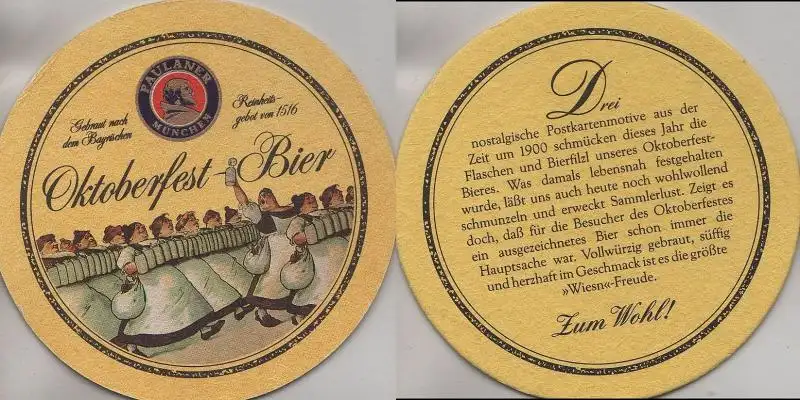 PAULANER
MÜNCHEN
Gebraut nach
dem Bayrischen
Reinheits-
gebot von 1516
Oktoberfest-Bier
Drei
nostalgische Postkartenmotive aus der
Zeit um 1900 schmücken dieses Jahr die
Flaschen und Bierfilzl unseres Oktoberfest-
Bieres. Was damals lebensnah festgehalten
wurde, läßt uns auch heute noch wohlwollend
schmunzeln und erweckt Sammlerlust. Zeigt es
doch, daß für die Besucher des Oktoberfestes
ein ausgezeichnetes Bier schon immer die
Hauptsache war. Vollwürzig gebraut, süffig
und herzhaft im Geschmack ist es die größte
»Wiesn«-Freude.
Zum Wohl!